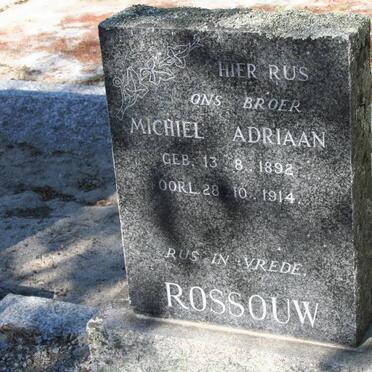 HIER RUS
ONS BROER
MICHIEL ADRIAAN
GEB. 13 8. 1892
OORL. 28 10. 1914.
RUS IN VREDE.
ROSSOUW